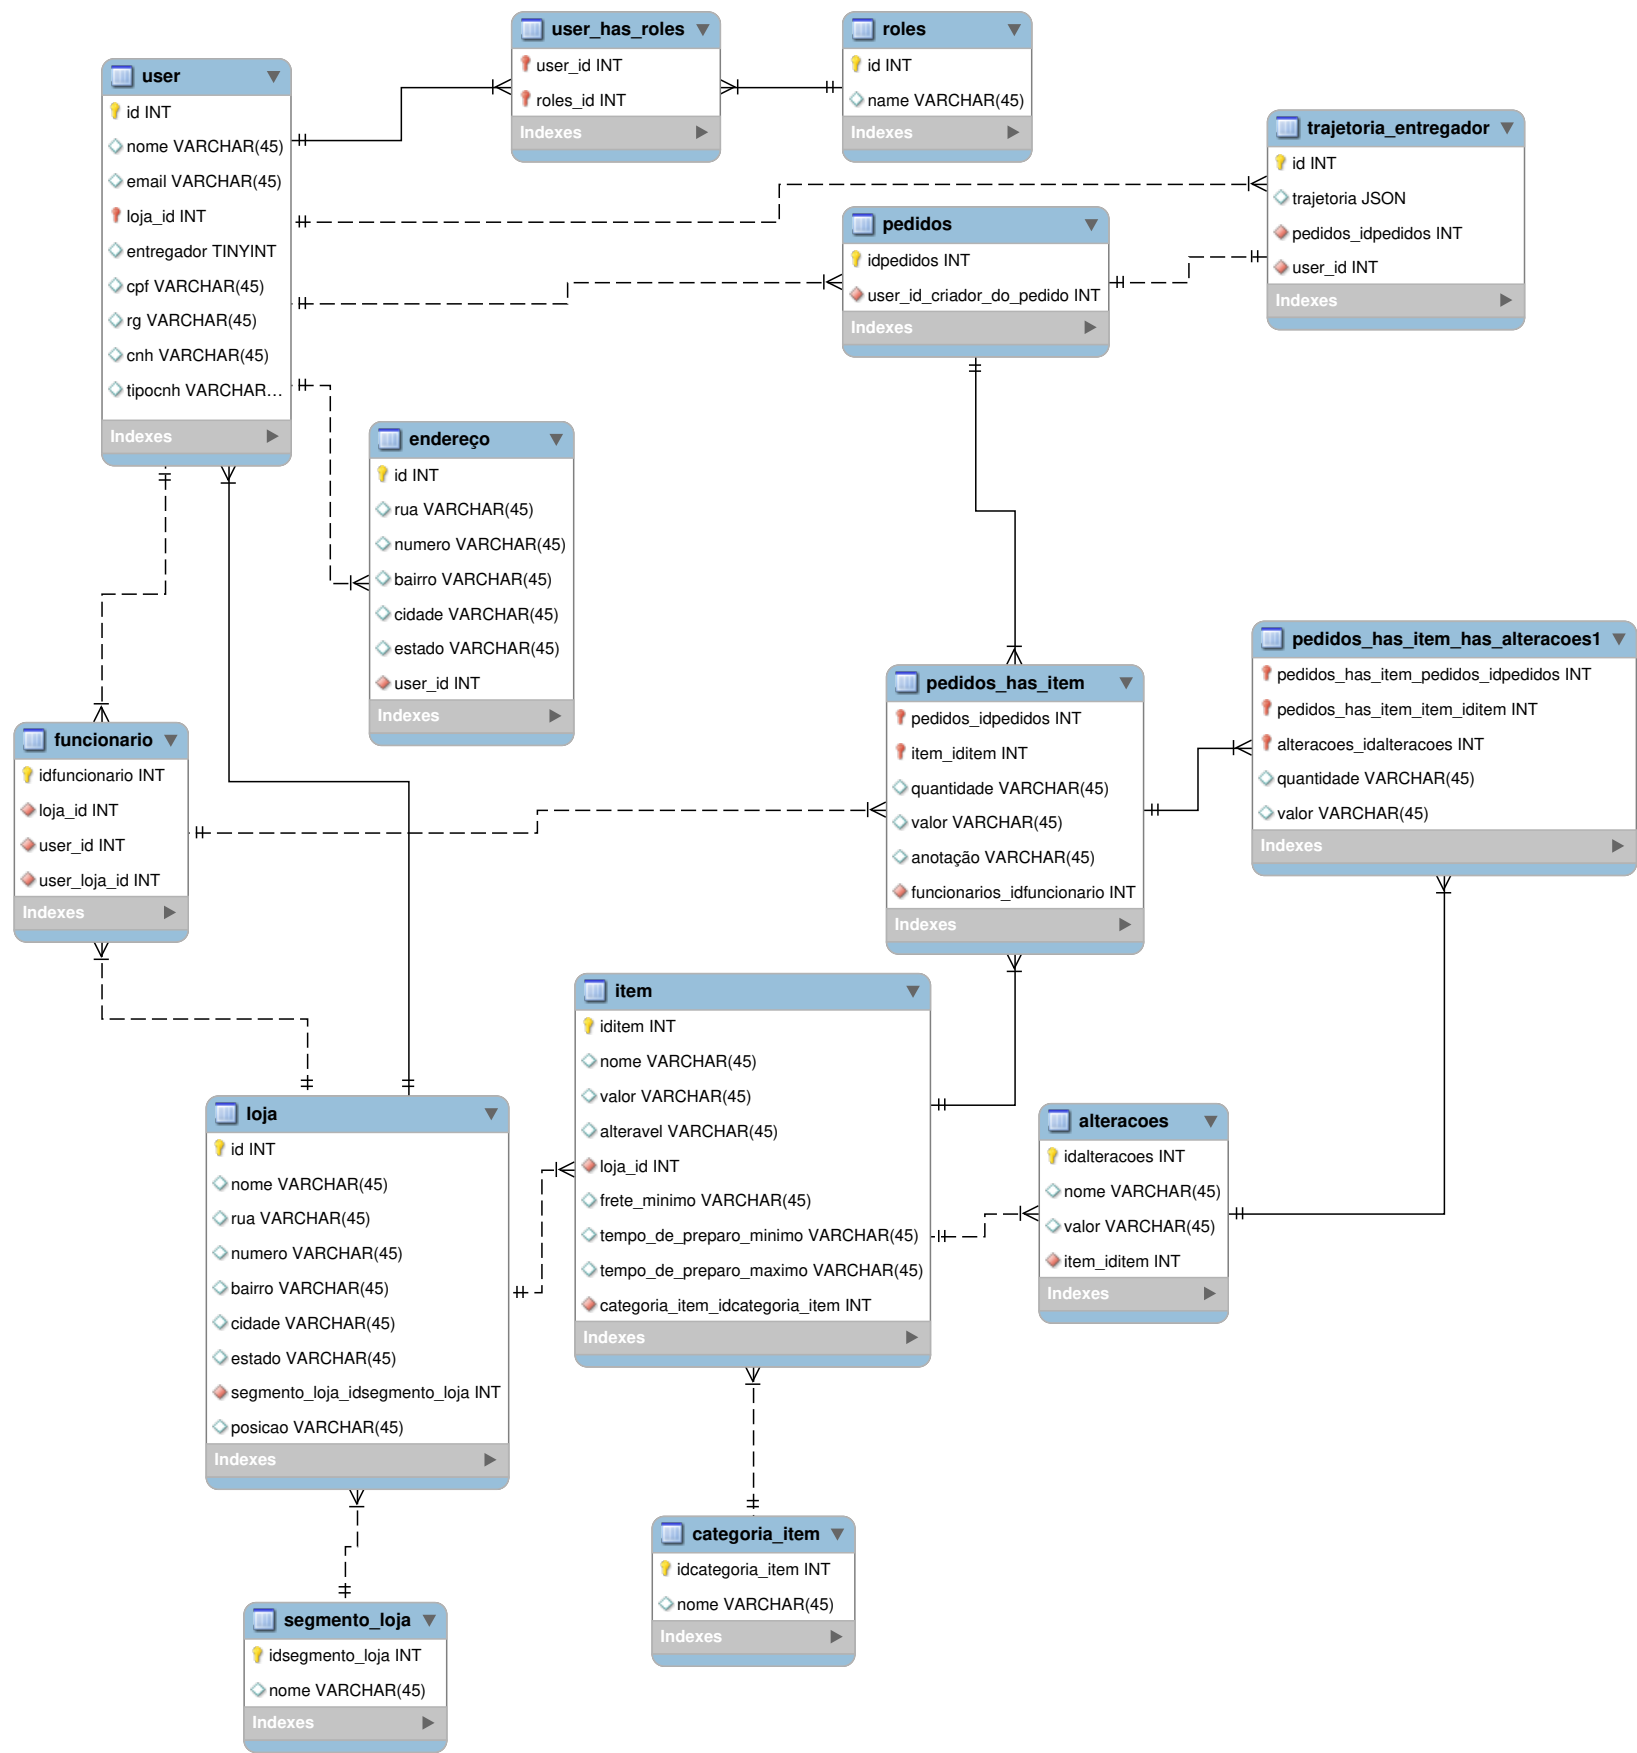 user_has_roles
user_id INT
roles_id INT
Indexes
roles
id INT
name VARCHAR(45)
Indexes
user
id INT
nome VARCHAR(45)
email VARCHAR(45)
loja_id INT
entregador TINYINT
cpf VARCHAR(45)
rg VARCHAR(45)
cnh VARCHAR(45)
tipocnh VARCHAR...
Indexes
trajetoria_entregador
id INT
trajetoria JSON
pedidos_idpedidos INT
user_id INT
Indexes
pedidos
idpedidos INT
user_id_criador_do_pedido INT
Indexes
endereço
id INT
rua VARCHAR(45)
numero VARCHAR(45)
bairro VARCHAR(45)
cidade VARCHAR(45)
estado VARCHAR(45)
user_id INT
Indexes
pedidos_has_item_has_alteracoes1
pedidos_has_item_pedidos_idpedidos INT
pedidos_has_item_item_iditem INT
alteracoes_idalteracoes INT
quantidade VARCHAR(45)
valor VARCHAR(45)
Indexes
pedidos_has_item
pedidos_idpedidos INT
item_iditem INT
quantidade VARCHAR(45)
valor VARCHAR(45)
anotação VARCHAR(45)
funcionarios_idfuncionario INT
Indexes
funcionario
idfuncionario INT
loja_id INT
user_id INT
user_loja_id INT
Indexes
item
iditem INT
nome VARCHAR(45)
valor VARCHAR(45)
alteravel VARCHAR(45)
loja_id INT
frete_minimo VARCHAR(45)
tempo_de_preparo_minimo VARCHAR(45)
tempo_de_preparo_maximo VARCHAR(45)
categoria_item_idcategoria_item INT
Indexes
loja
id INT
nome VARCHAR(45)
rua VARCHAR(45)
numero VARCHAR(45)
bairro VARCHAR(45)
cidade VARCHAR(45)
estado VARCHAR(45)
segmento_loja_idsegmento_loja INT
posicao VARCHAR(45)
Indexes
alteracoes
idalteracoes INT
nome VARCHAR(45)
valor VARCHAR(45)
item_iditem INT
Indexes
categoria_item
idcategoria_item INT
nome VARCHAR(45)
Indexes
segmento_loja
idsegmento_loja INT
nome VARCHAR(45)
Indexes